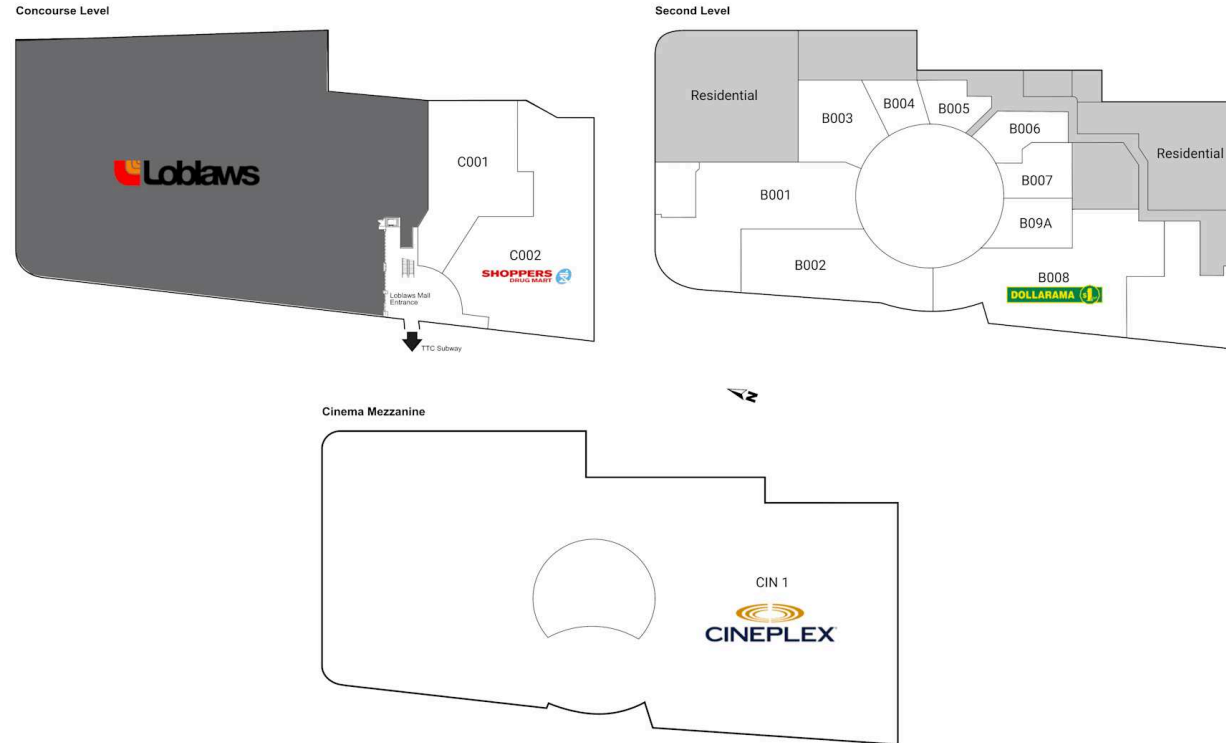 Concourse Level
Loblaws
C001
C002
SHOPPERS
DRUG MART
Loblaws Mall
Entrance
TTC Subway
Second Level
Residential
B003
B004
B005
B006
B007
B001
B09A
B002
B008
DOLLARAMA
Residential
N
Cinema Mezzanine
CIN 1
CINEPLEX